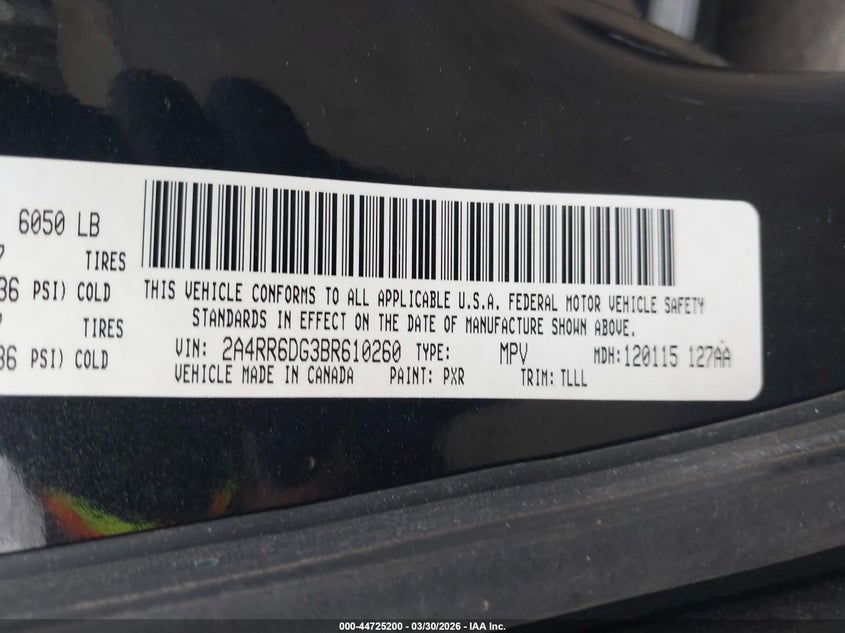 6050 LB
7 TIRES
36 PSI) COLD
7 TIRES
36 PSI) COLD
THIS VEHICLE CONFORMS TO ALL APPLICABLE U.S.A. FEDERAL MOTOR VEHICLE SAFETY
STANDARDS IN EFFECT ON THE DATE OF MANUFACTURE SHOWN ABOVE.
VIN: 2A4RR6DG3BR610260 TYPE: MPV MDH:120115 127AA
VEHICLE MADE IN CANADA PAINT: PXR TRIM: TLLL
000-44725200 - 03/30/2026 - IAA Inc.